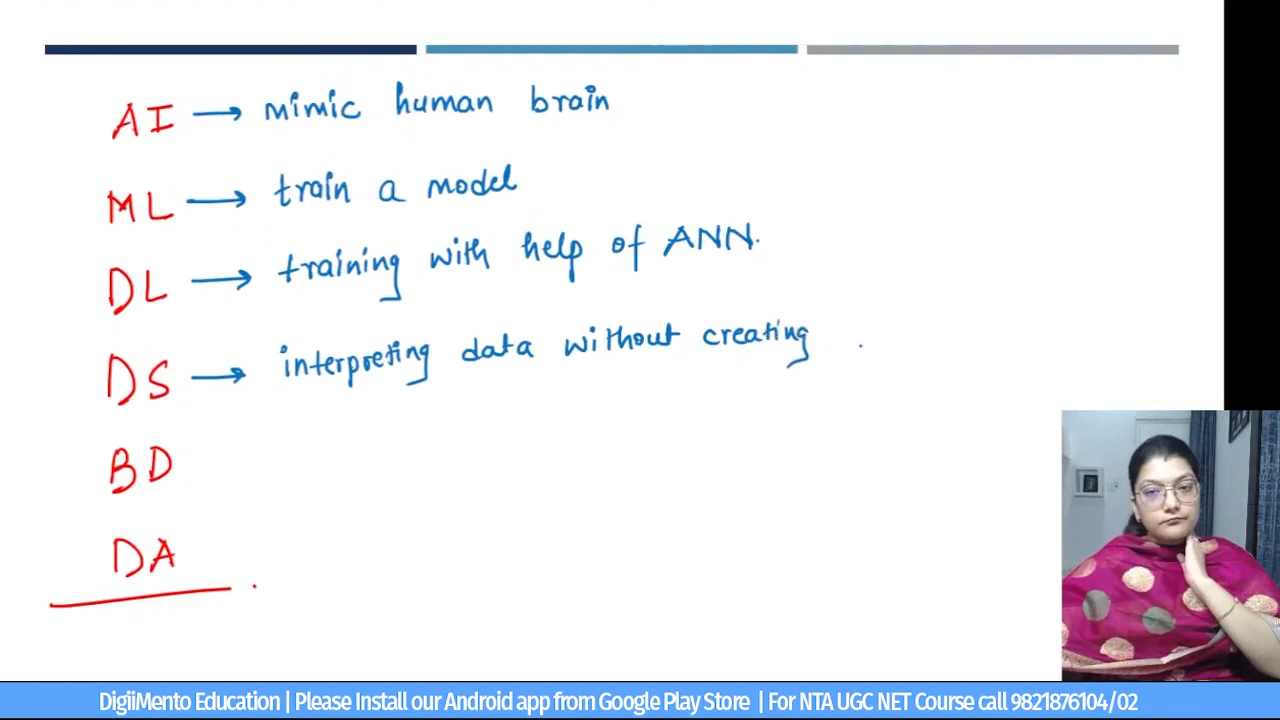 AI → mimic human brain
ML → train a model
DL → training with help of ANN.
DS → interpreting data without creating
BD
DA
DigiiMento Education | Please Install our Android app from Google Play Store | For NTA UGC NET Course call 9821876104/02